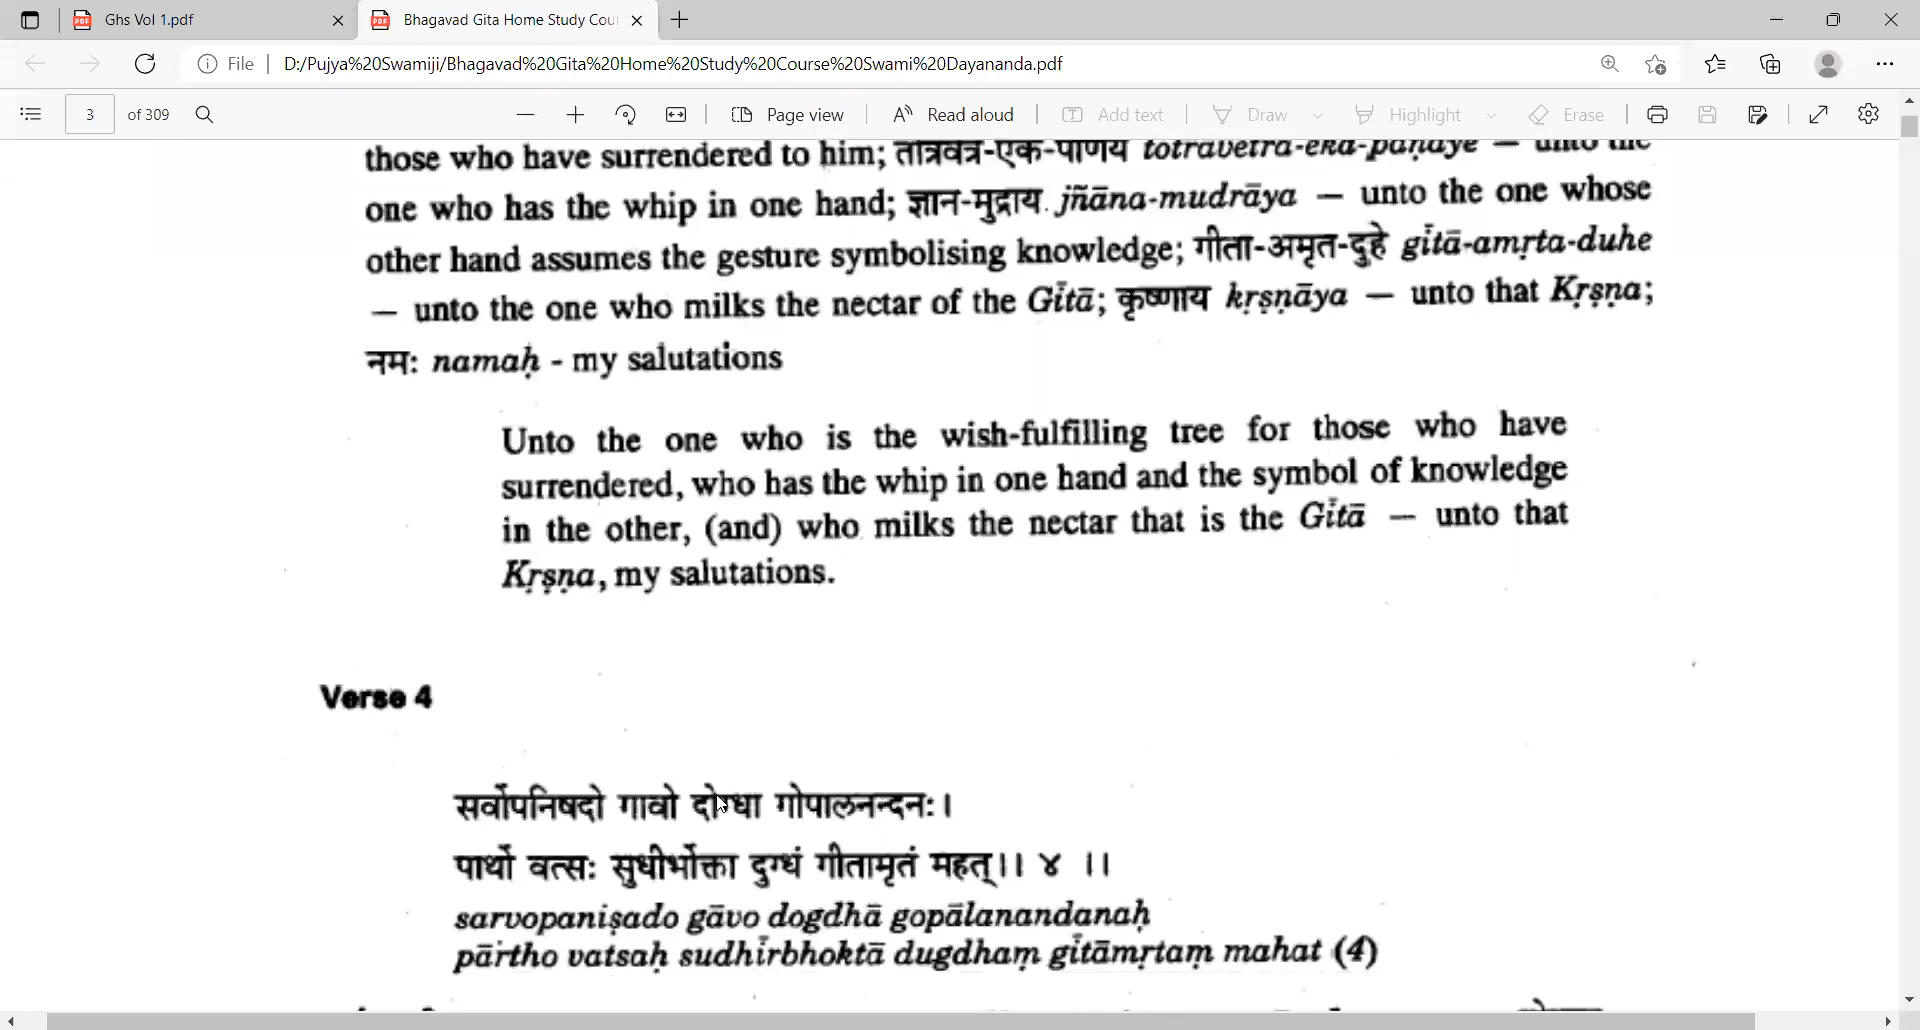 Ghs Vol 1.pdf
Bhagavad Gita Home Study Cou
File
D:/Pujya%20Swamiji/Bhagavad%20Gita%20Home%20Study%20Course%20Swami%20Dayananda.pdf
3 of 309
Page view
Read aloud
Add text
Draw
Highlight
Erase
those who have surrendered to him; तोत्रवेत्र-एक-पाणये totravetra-eka-pāṇaye — unto the
one who has the whip in one hand; ज्ञान-मुद्राय jñāna-mudrāya — unto the one whose
other hand assumes the gesture symbolising knowledge; गीता-अमृत-दुहे gītā-amṛta-duhe
— unto the one who milks the nectar of the Gītā; कृष्णाय kṛṣṇāya — unto that Kṛṣṇa;
नमः namaḥ - my salutations
Unto the one who is the wish-fulfilling tree for those who have
surrendered, who has the whip in one hand and the symbol of knowledge
in the other, (and) who milks the nectar that is the Gītā — unto that
Kṛṣṇa, my salutations.
Verse 4
सर्वोपनिषदो गावो दोग्धा गोपालनन्दनः।
पार्थो वत्सः सुधीर्भोक्ता दुग्धं गीतामृतं महत्।। ४ ।।
sarvopaniṣado gāvo dogdhā gopālanandanaḥ
pārtho vatsaḥ sudhīrbhoktā dugdhaṃ gītāmṛtaṃ mahat (4)